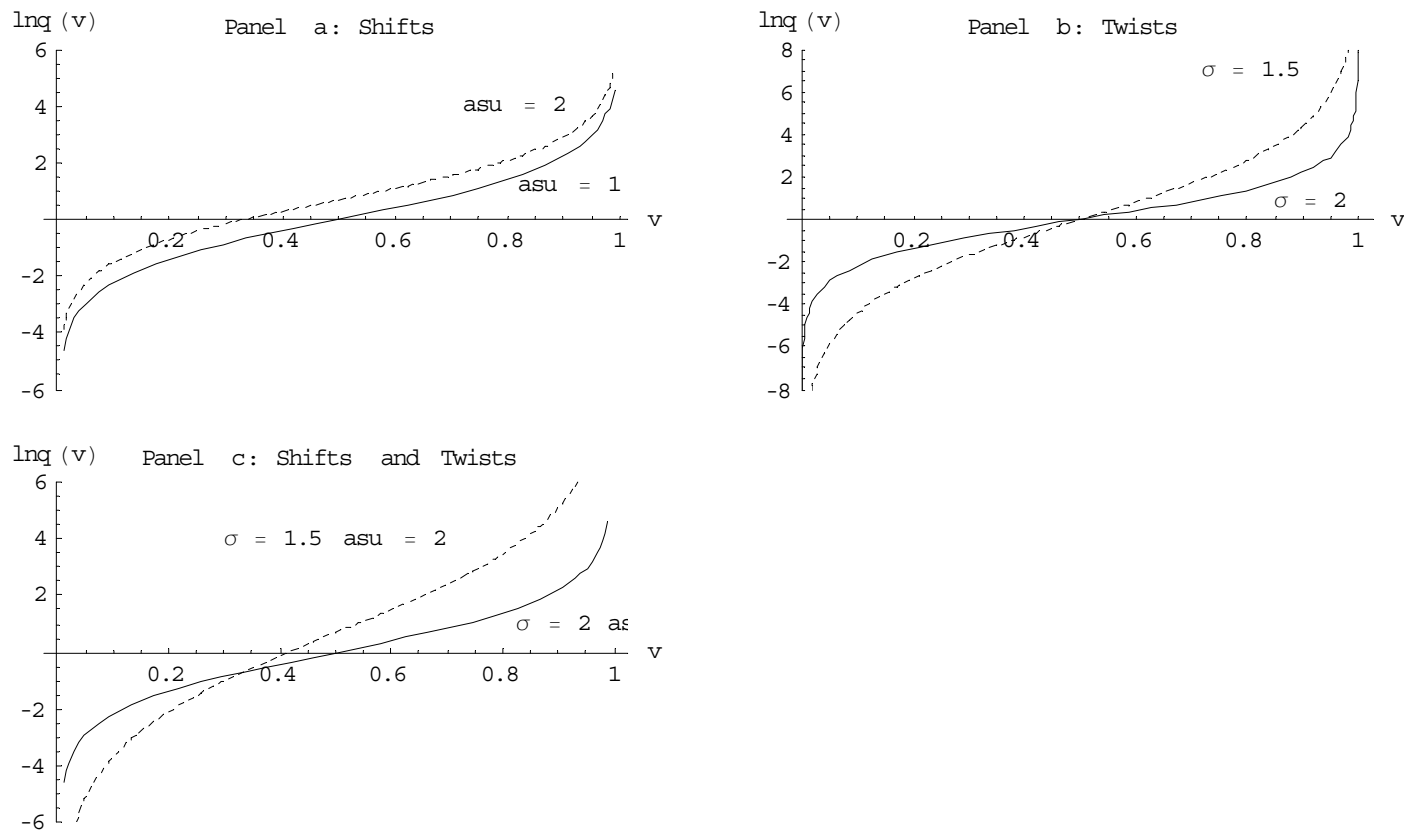 lnq (v)
Panel a: Shifts
6
4
2
-2
-4
-6
asu = 2
asu = 1
0.2
0.4
0.6
0.8
1
v
lnq (v)
Panel b: Twists
8
6
4
2
-2
-4
-6
-8
σ = 1.5
σ = 2
0.2
0.4
0.6
0.8
1
v
lnq (v)
Panel c: Shifts and Twists
6
4
2
-2
-4
-6
σ = 1.5 asu = 2
σ = 2 as
0.2
0.4
0.6
0.8
1
v